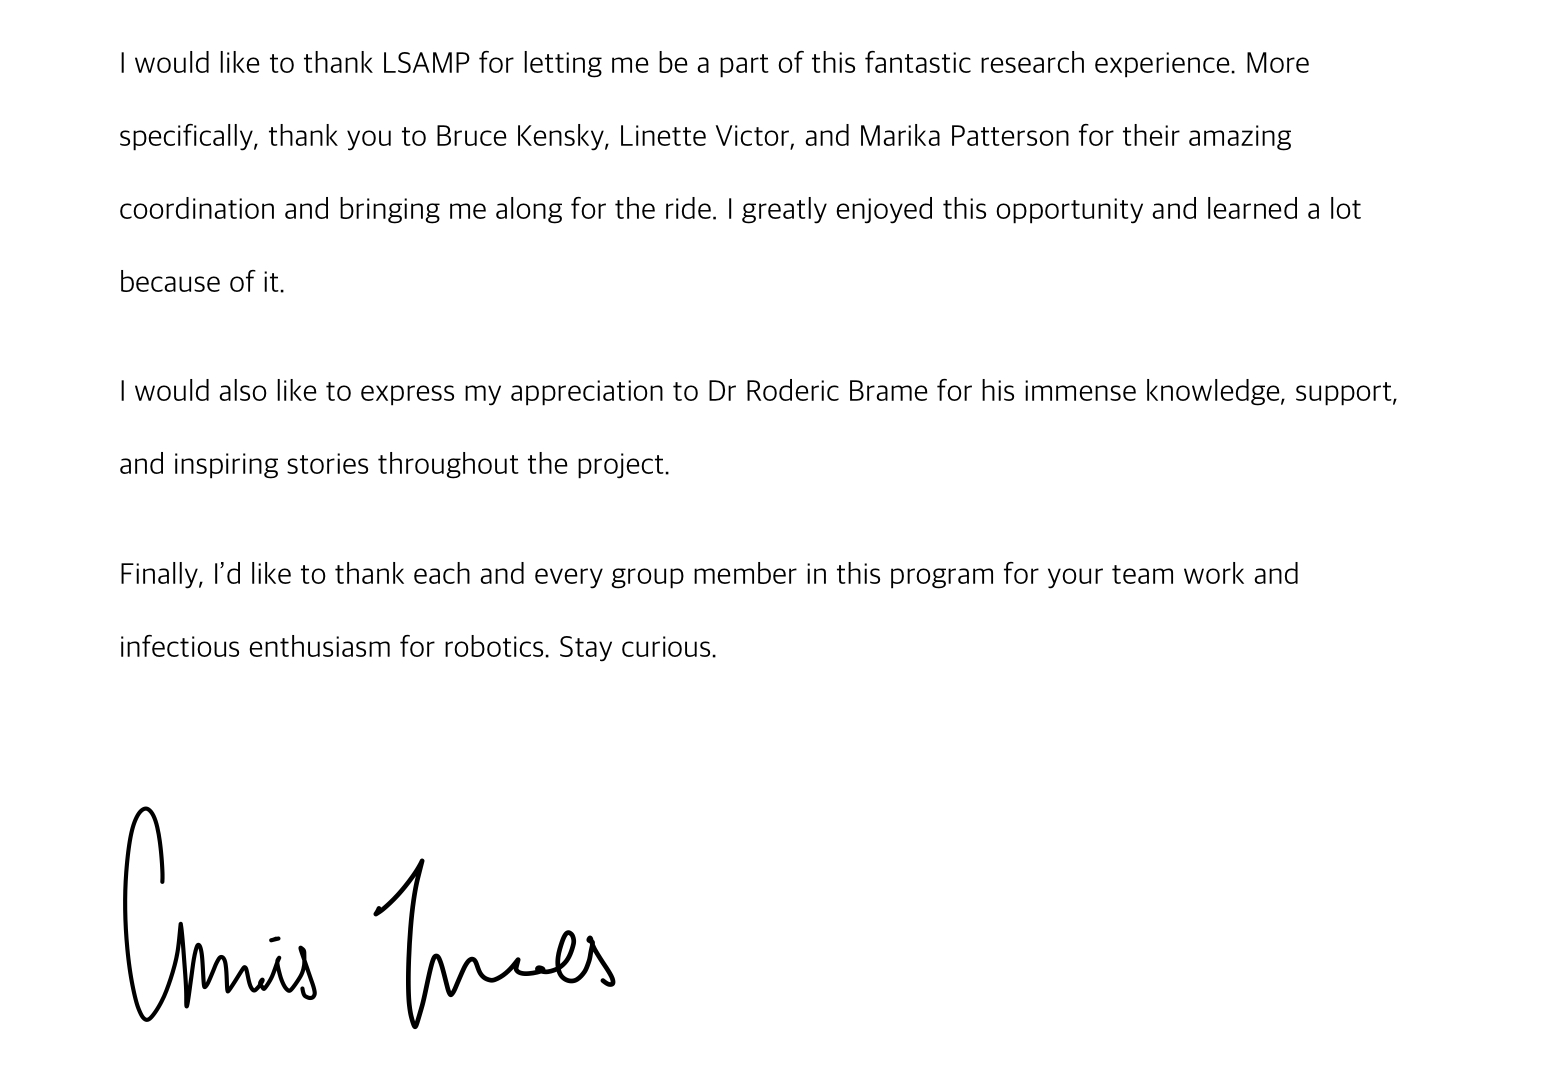 I would like to thank LSAMP for letting me be a part of this fantastic research experience. More
specifically, thank you to Bruce Kensky, Linette Victor, and Marika Patterson for their amazing
coordination and bringing me along for the ride. I greatly enjoyed this opportunity and learned a lot
because of it.
I would also like to express my appreciation to Dr Roderic Brame for his immense knowledge, support,
and inspiring stories throughout the project.
Finally, I’d like to thank each and every group member in this program for your team work and
infectious enthusiasm for robotics. Stay curious.
Chris